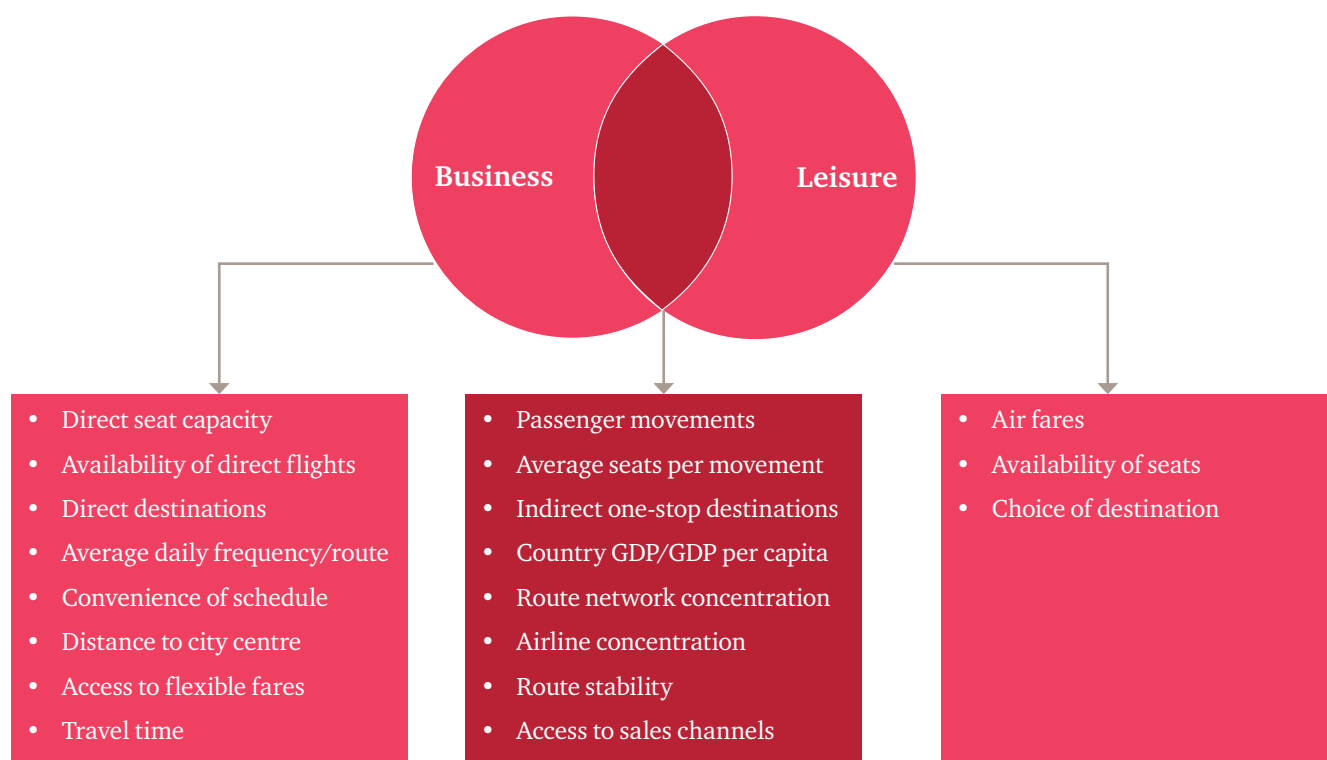 Business
Leisure
• Direct seat capacity
• Availability of direct flights
• Direct destinations
• Average daily frequency/route
• Convenience of schedule
• Distance to city centre
• Access to flexible fares
• Travel time
• Passenger movements
• Average seats per movement
• Indirect one-stop destinations
• Country GDP/GDP per capita
• Route network concentration
• Airline concentration
• Route stability
• Access to sales channels
• Air fares
• Availability of seats
• Choice of destination